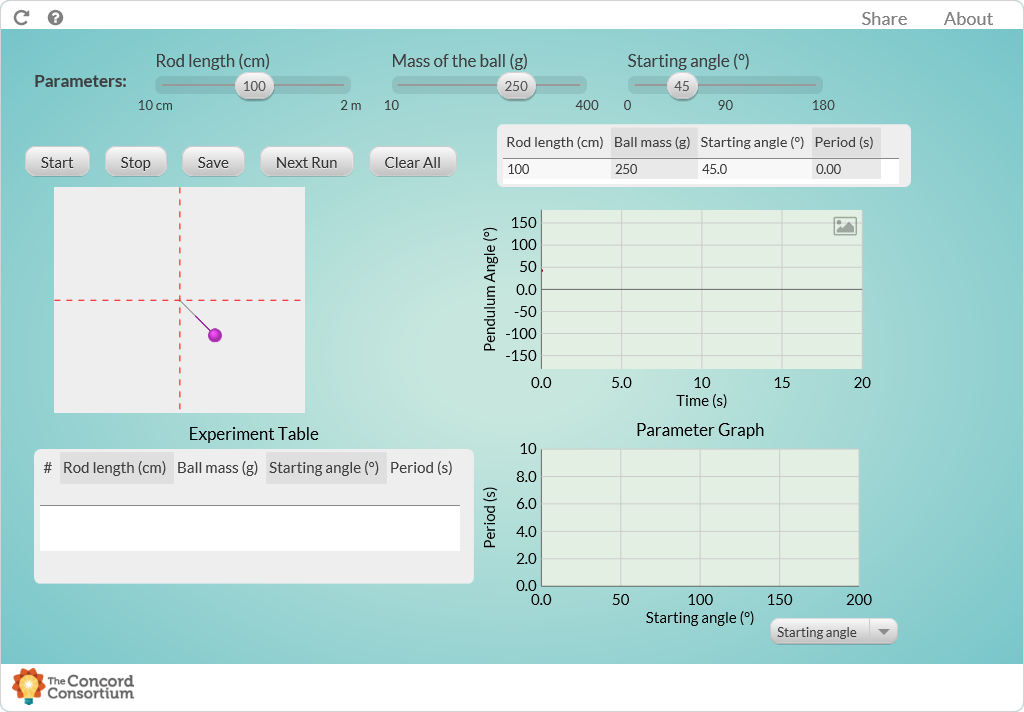 Share About
Parameters:
Rod length (cm)
100
10 cm 2 m
Mass of the ball (g)
250
10 400
Starting angle (º)
45
0 90 180
Start Stop Save Next Run Clear All
Rod length (cm) Ball mass (g) Starting angle (º) Period (s)
100 250 45.0 0.00
Pendulum Angle (º)
150
100
50
0.0
-50
-100
-150
0.0 5.0 10 15 20
Time (s)
Experiment Table
# Rod length (cm) Ball mass (g) Starting angle (º) Period (s)
Parameter Graph
Period (s)
10
8.0
6.0
4.0
2.0
0.0
0.0 50 100 150 200
Starting angle (º)
Starting angle
The Concord
Consortium